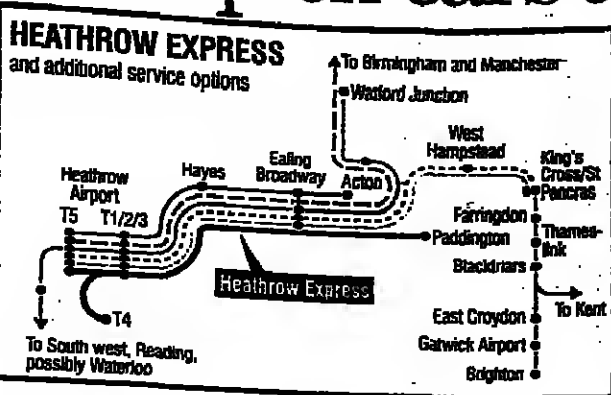 HEATHROW EXPRESS
and additional service options
To Birmingham and Manchester
Watford Junction
West
Hampstead
King's
Cross/St
Pancras
Heathrow
Airport
Hayes
Ealing
Broadway
Acton
T5
T1/2/3
Farringdon
Paddington
Thames-
link
Blackfriars
Heathrow Express
To Kent
T4
East Croydon
Gatwick Airport
Brighton
To South west, Reading,
possibly Waterloo